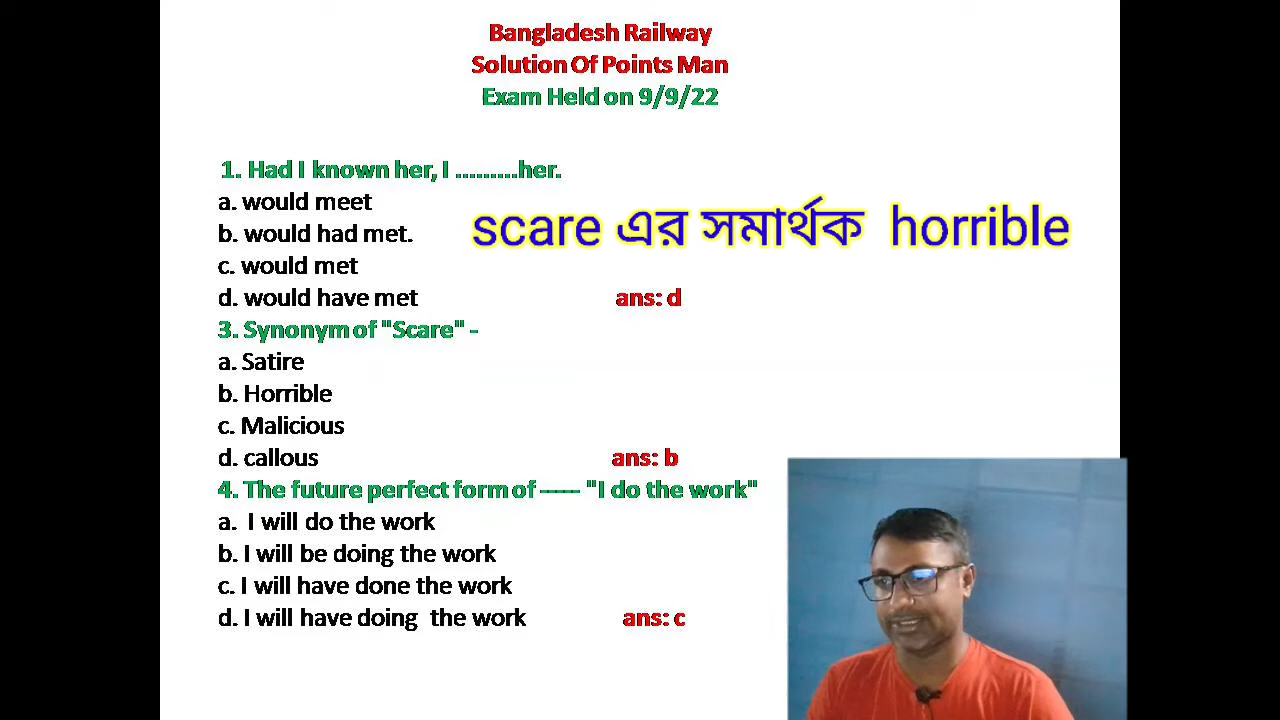 Bangladesh Railway
Solution Of Points Man
Exam Held on 9/9/22
1. Had I known her, I .........her.
a. would meet
b. would had met.
c. would met
d. would have met ans: d
scare এর সমার্থক horrible
3. Synonym of "Scare" -
a. Satire
b. Horrible
c. Malicious
d. callous ans: b
4. The future perfect form of ----- "I do the work"
a. I will do the work
b. I will be doing the work
c. I will have done the work
d. I will have doing the work ans: c